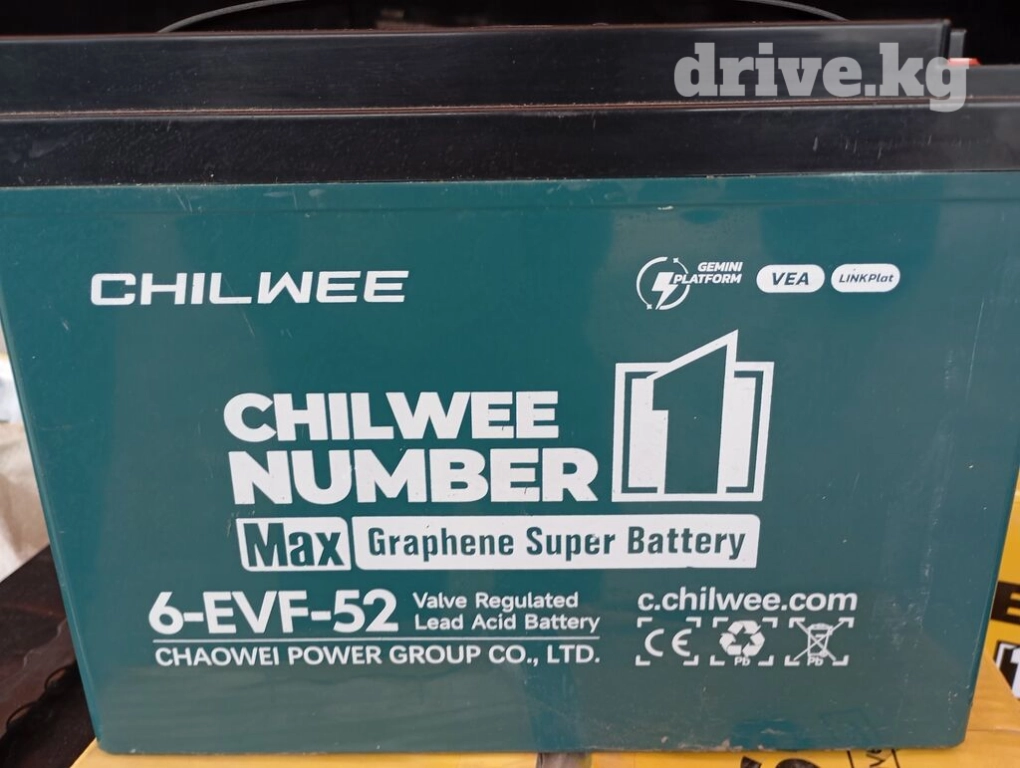 drive.kg
CHILWEE
GEMINI
PLATFORM
VEA
LINKPlat
CHILWEE
NUMBER 1
Max Graphene Super Battery
6-EVF-52 Valve Regulated
Lead Acid Battery
CHAOWEI POWER GROUP CO., LTD.
c.chilwee.com
CE
Pb
Pb